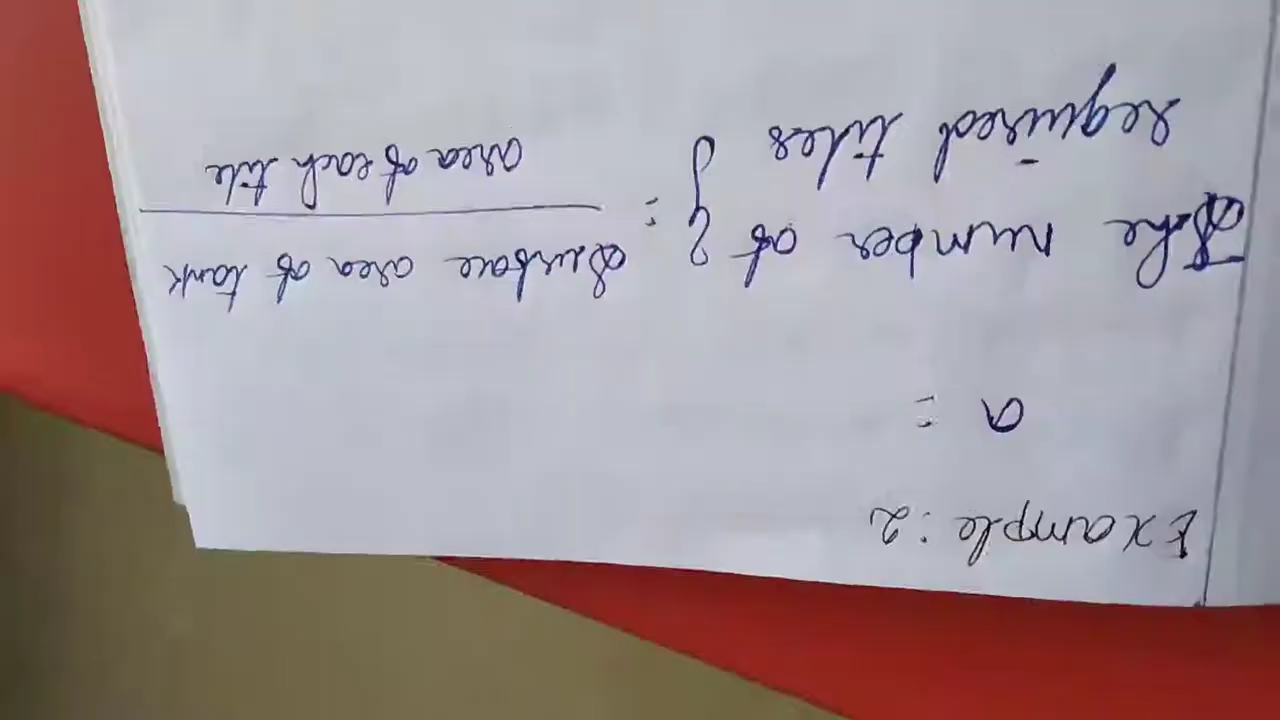 Example : 2
a =
The number of } = Surface area of tank
required tiles area of each tile